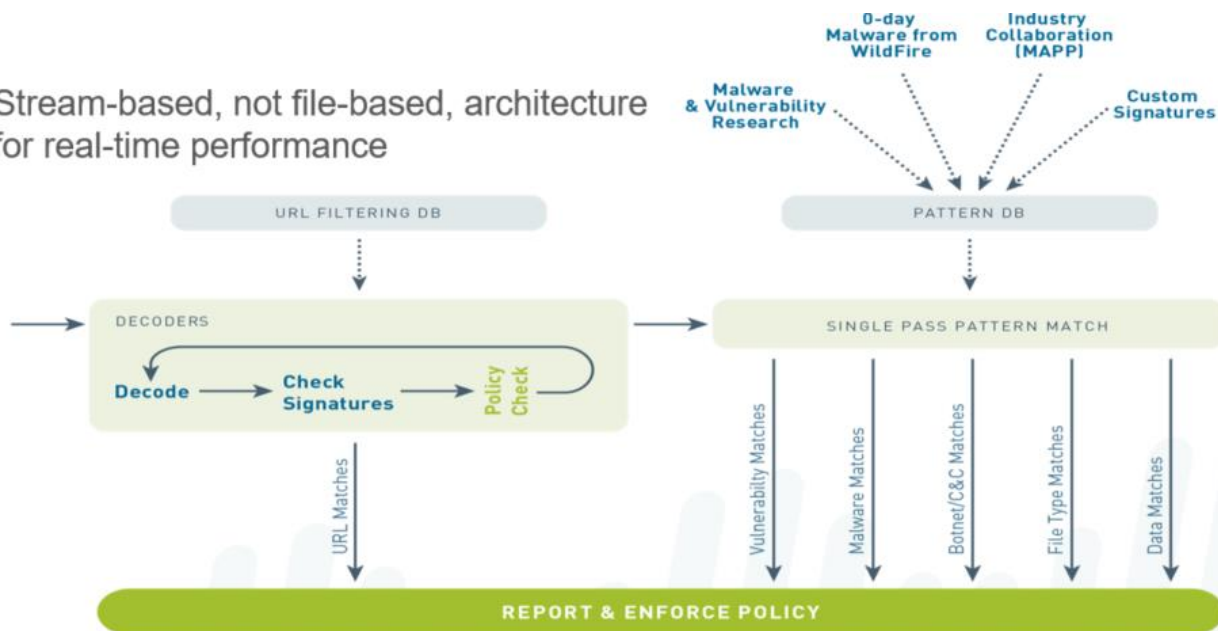 Stream-based, not file-based, architecture
for real-time performance
0-day
Malware from
WildFire
Industry
Collaboration
(MAPP)
Malware
& Vulnerability
Research
Custom
Signatures
URL FILTERING DB
PATTERN DB
DECODERS
Decode
Check
Signatures
Policy
Check
SINGLE PASS PATTERN MATCH
URL Matches
Vulnerabilty Matches
Malware Matches
Botnet/C&C Matches
File Type Matches
Data Matches
REPORT & ENFORCE POLICY